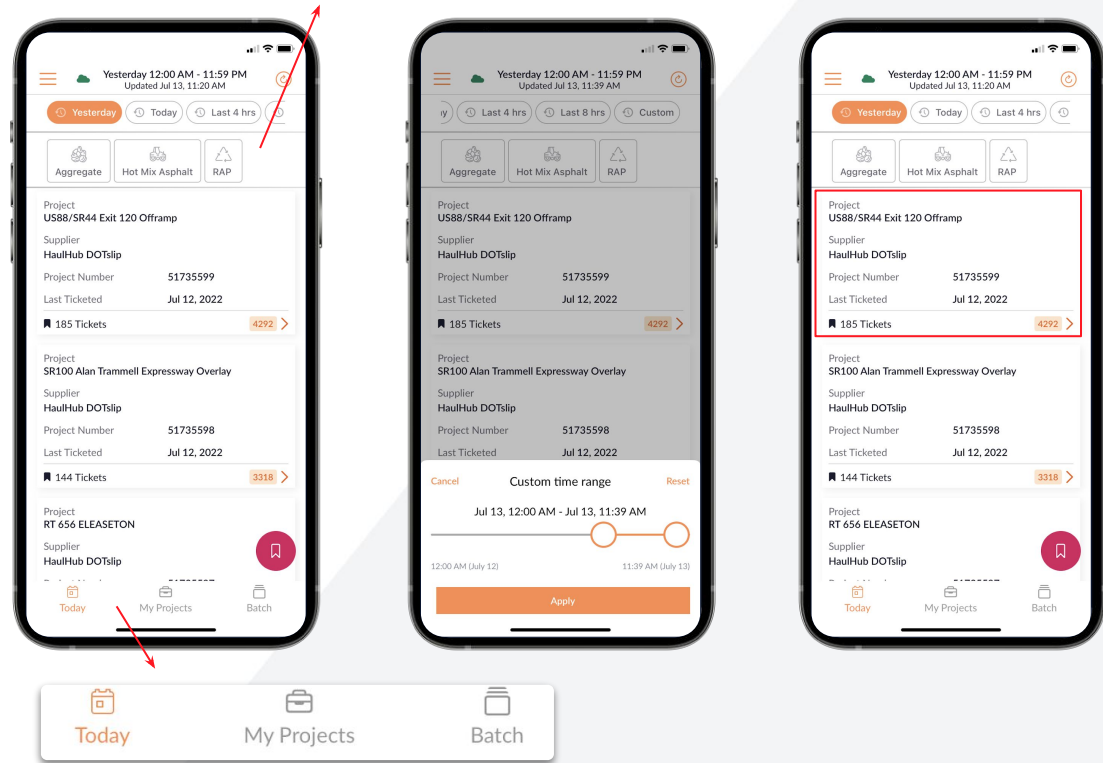 Yesterday 12:00 AM - 11:59 PM
Updated Jul 13, 11:20 AM
Yesterday Today Last 4 hrs
Aggregate Hot Mix Asphalt RAP
Project
US88/SR44 Exit 120 Offramp
Supplier
HaulHub DOTslip
Project Number 51735599
Last Ticketed Jul 12, 2022
185 Tickets 4292
Project
SR100 Alan Trammell Expressway Overlay
Supplier
HaulHub DOTslip
Project Number 51735598
Last Ticketed Jul 12, 2022
144 Tickets 3318
Project
RT 656 ELEASETON
Supplier
HaulHub DOTslip
Today My Projects Batch
Yesterday 12:00 AM - 11:59 PM
Updated Jul 13, 11:39 AM
Last 4 hrs Last 8 hrs Custom
Aggregate Hot Mix Asphalt RAP
Project
US88/SR44 Exit 120 Offramp
Supplier
HaulHub DOTslip
Project Number 51735599
Last Ticketed Jul 12, 2022
185 Tickets 4292
Project
SR100 Alan Trammell Expressway Overlay
Supplier
HaulHub DOTslip
Project Number 51735598
Last Ticketed Jul 12, 2022
Cancel Custom time range Reset
Jul 13, 12:00 AM - Jul 13, 11:39 AM
12:00 AM (July 12) 11:39 AM (July 13)
Apply
Yesterday 12:00 AM - 11:59 PM
Updated Jul 13, 11:20 AM
Yesterday Today Last 4 hrs
Aggregate Hot Mix Asphalt RAP
Project
US88/SR44 Exit 120 Offramp
Supplier
HaulHub DOTslip
Project Number 51735599
Last Ticketed Jul 12, 2022
185 Tickets 4292
Project
SR100 Alan Trammell Expressway Overlay
Supplier
HaulHub DOTslip
Project Number 51735598
Last Ticketed Jul 12, 2022
144 Tickets 3318
Project
RT 656 ELEASETON
Supplier
HaulHub DOTslip
Today My Projects Batch
Today My Projects Batch